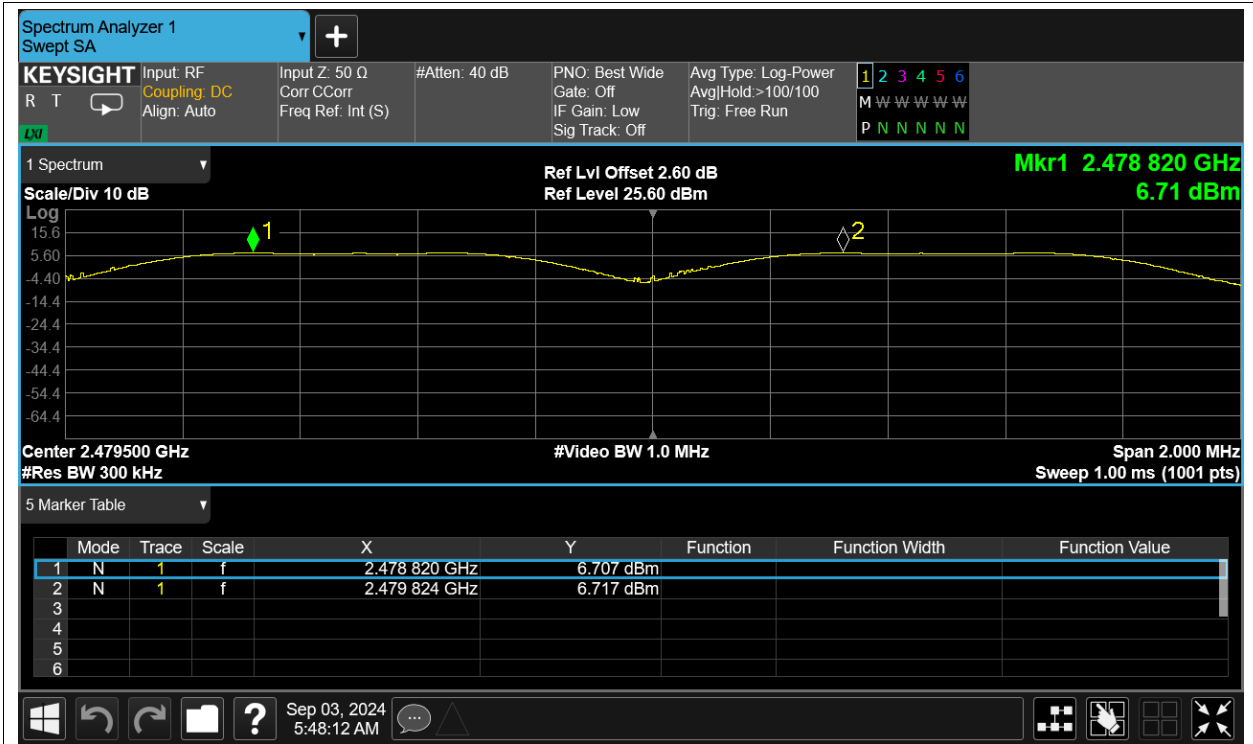 Spectrum Analyzer 1
Swept SA
KEYSIGHT
R T
LXI
Input: RF
Coupling: DC
Align: Auto
Input Z: 50 Ω
Corr CCorr
Freq Ref: Int (S)
#Atten: 40 dB
PNO: Best Wide
Gate: Off
IF Gain: Low
Sig Track: Off
Avg Type: Log-Power
Avg|Hold:>100/100
Trig: Free Run
1 2 3 4 5 6
M W W W W W
P N N N N N
1 Spectrum
Scale/Div 10 dB
Ref Lvl Offset 2.60 dB
Ref Level 25.60 dBm
Mkr1 2.478 820 GHz
6.71 dBm
Log
15.6
5.60
-4.40
-14.4
-24.4
-34.4
-44.4
-54.4
-64.4
1
2
Center 2.479500 GHz
#Video BW 1.0 MHz
Span 2.000 MHz
#Res BW 300 kHz
Sweep 1.00 ms (1001 pts)
5 Marker Table
Mode Trace Scale X Y Function Function Width Function Value
1 N 1 f 2.478 820 GHz 6.707 dBm
2 N 1 f 2.479 824 GHz 6.717 dBm
3
4
5
6
?
Sep 03, 2024
5:48:12 AM